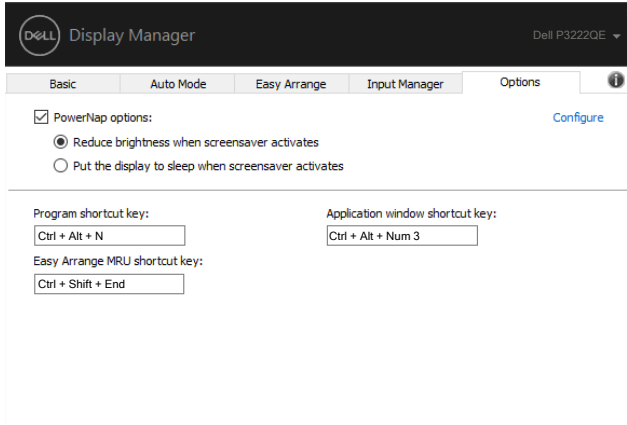 DELL Display Manager Dell P3222QE
Basic Auto Mode Easy Arrange Input Manager Options i
PowerNap options: Configure
Reduce brightness when screensaver activates
Put the display to sleep when screensaver activates
Program shortcut key: Application window shortcut key:
Ctrl + Alt + N Ctrl + Alt + Num 3
Easy Arrange MRU shortcut key:
Ctrl + Shift + End